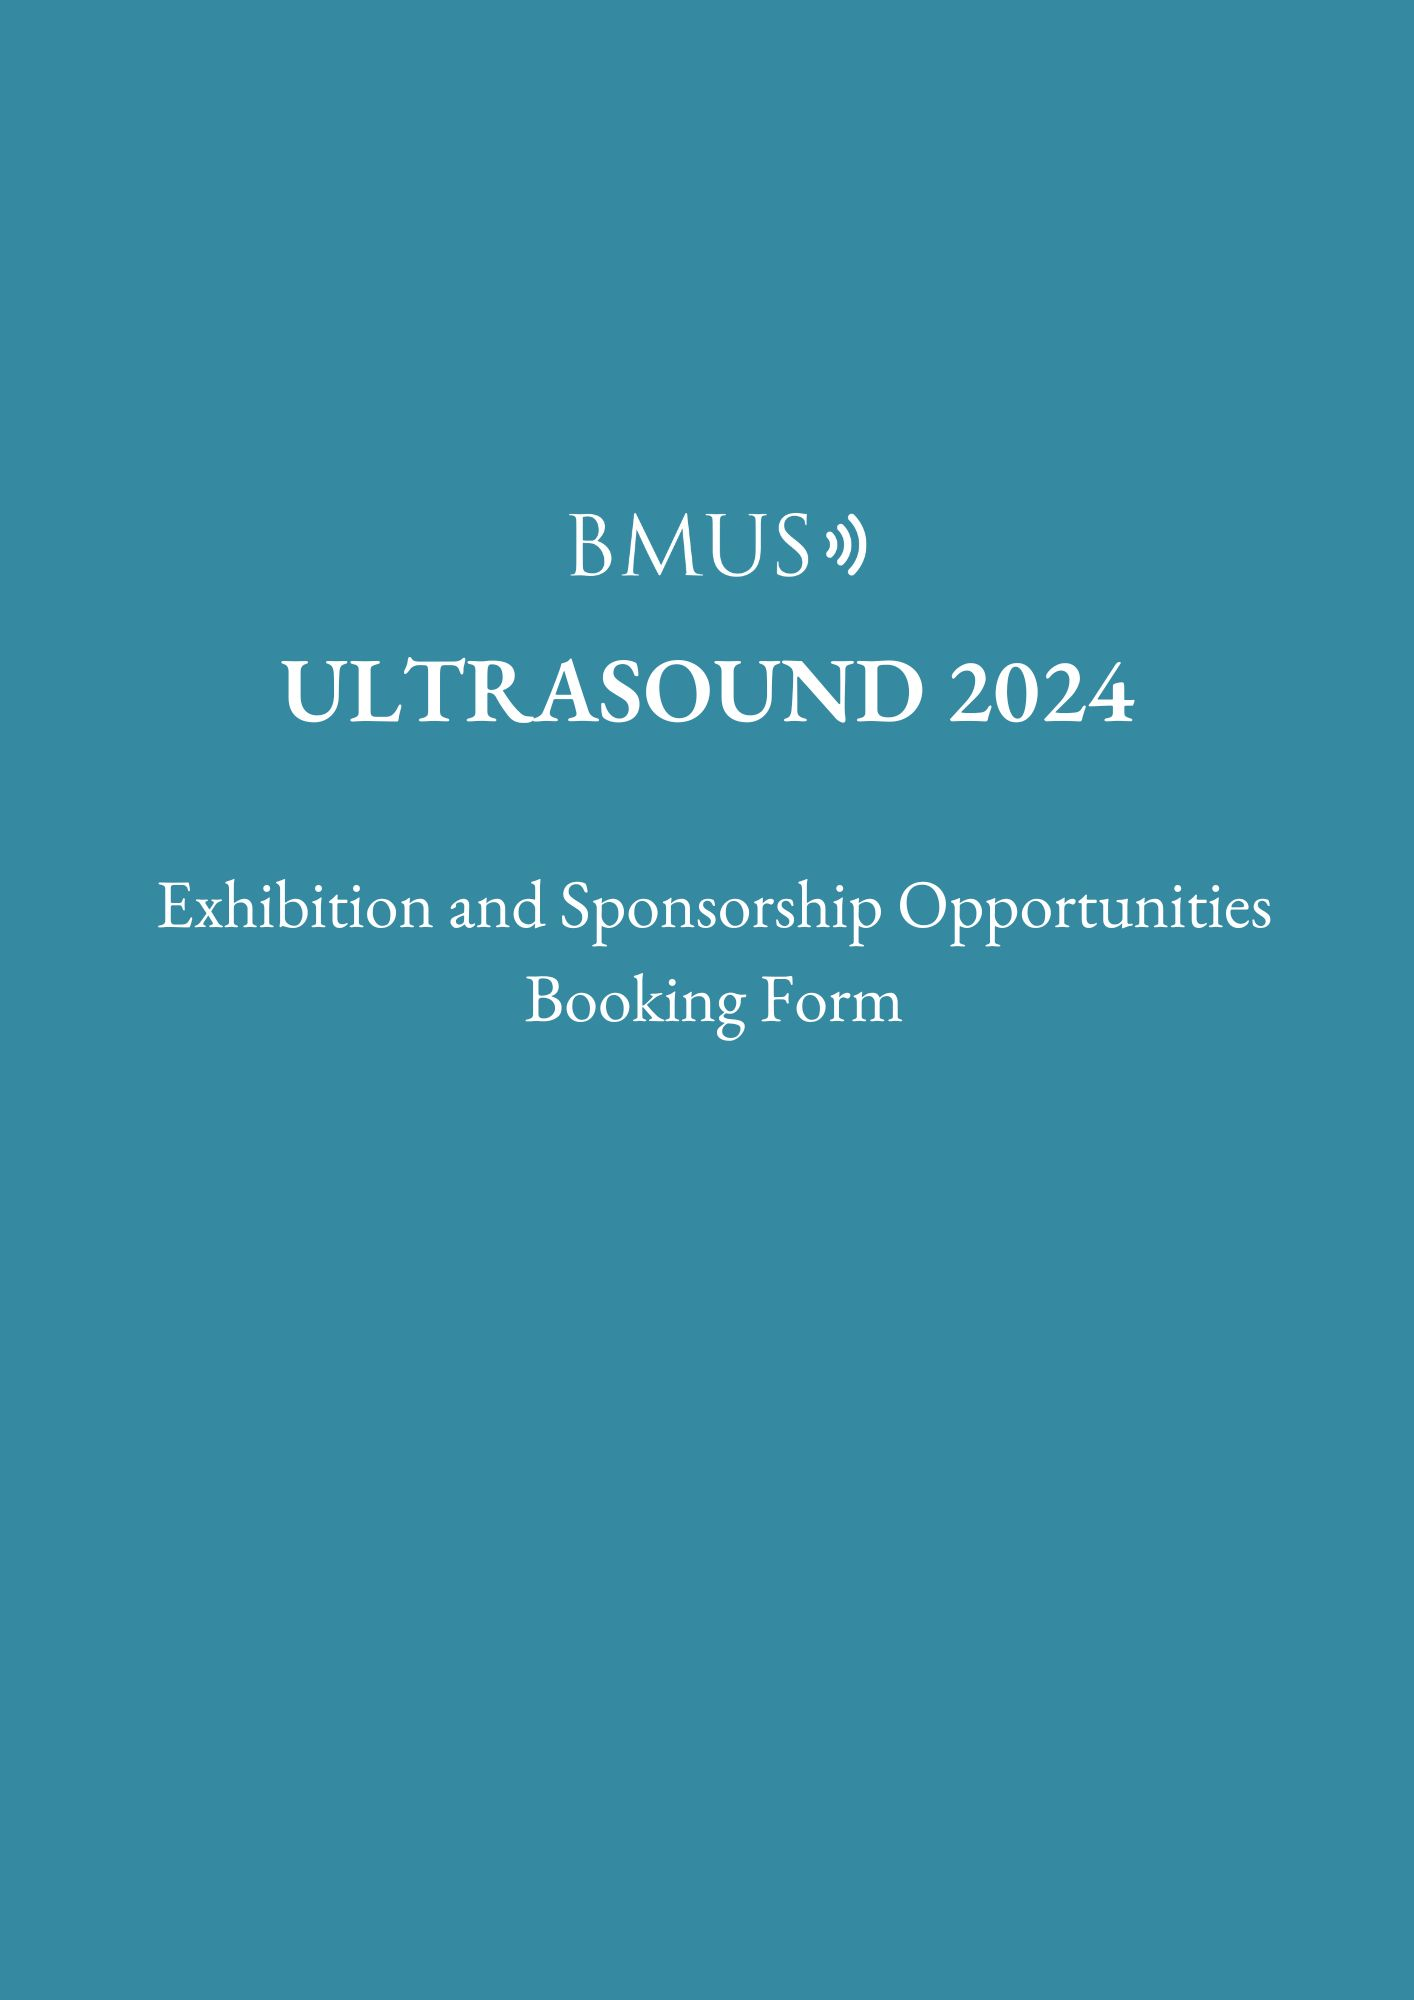 BMUS
ULTRASOUND 2024
Exhibition and Sponsorship Opportunities
Booking Form